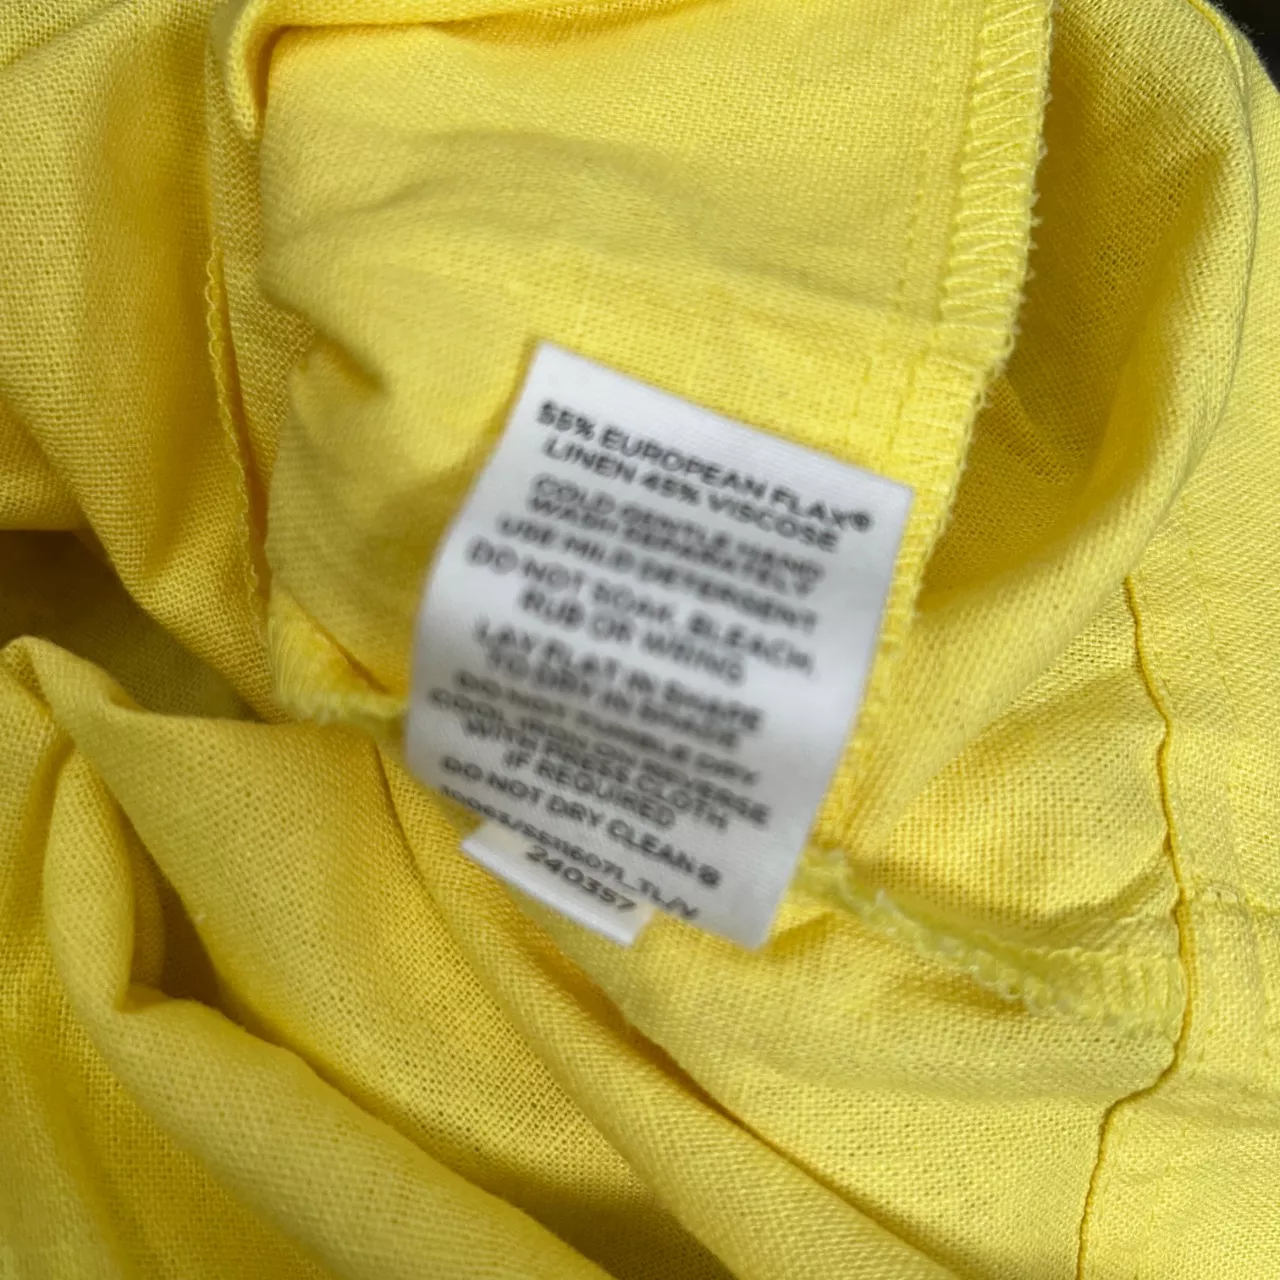 55% EUROPEAN FLAX®
LINEN 45% VISCOSE
COLD GENTLE HAND
WASH SEPARATELY
USE MILD DETERGENT
DO NOT SOAK, BLEACH,
RUB OR WRING
LAY FLAT IN SHAPE
TO DRY IN SHADE
DO NOT TUMBLE DRY
COOL IRON ON REVERSE
WITH PRESS CLOTH
IF REQUIRED
DO NOT DRY CLEAN
240357